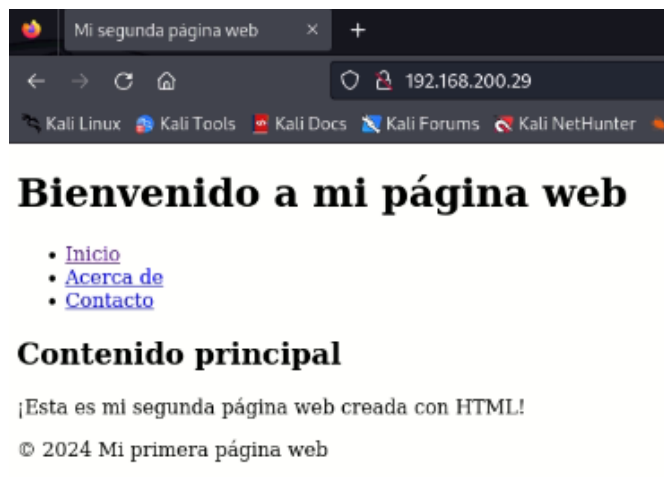 Mi segunda página web
192.168.200.29
Kali Linux Kali Tools Kali Docs Kali Forums Kali NetHunter
Bienvenido a mi página web
Inicio
Acerca de
Contacto
Contenido principal
¡Esta es mi segunda página web creada con HTML!
© 2024 Mi primera página web